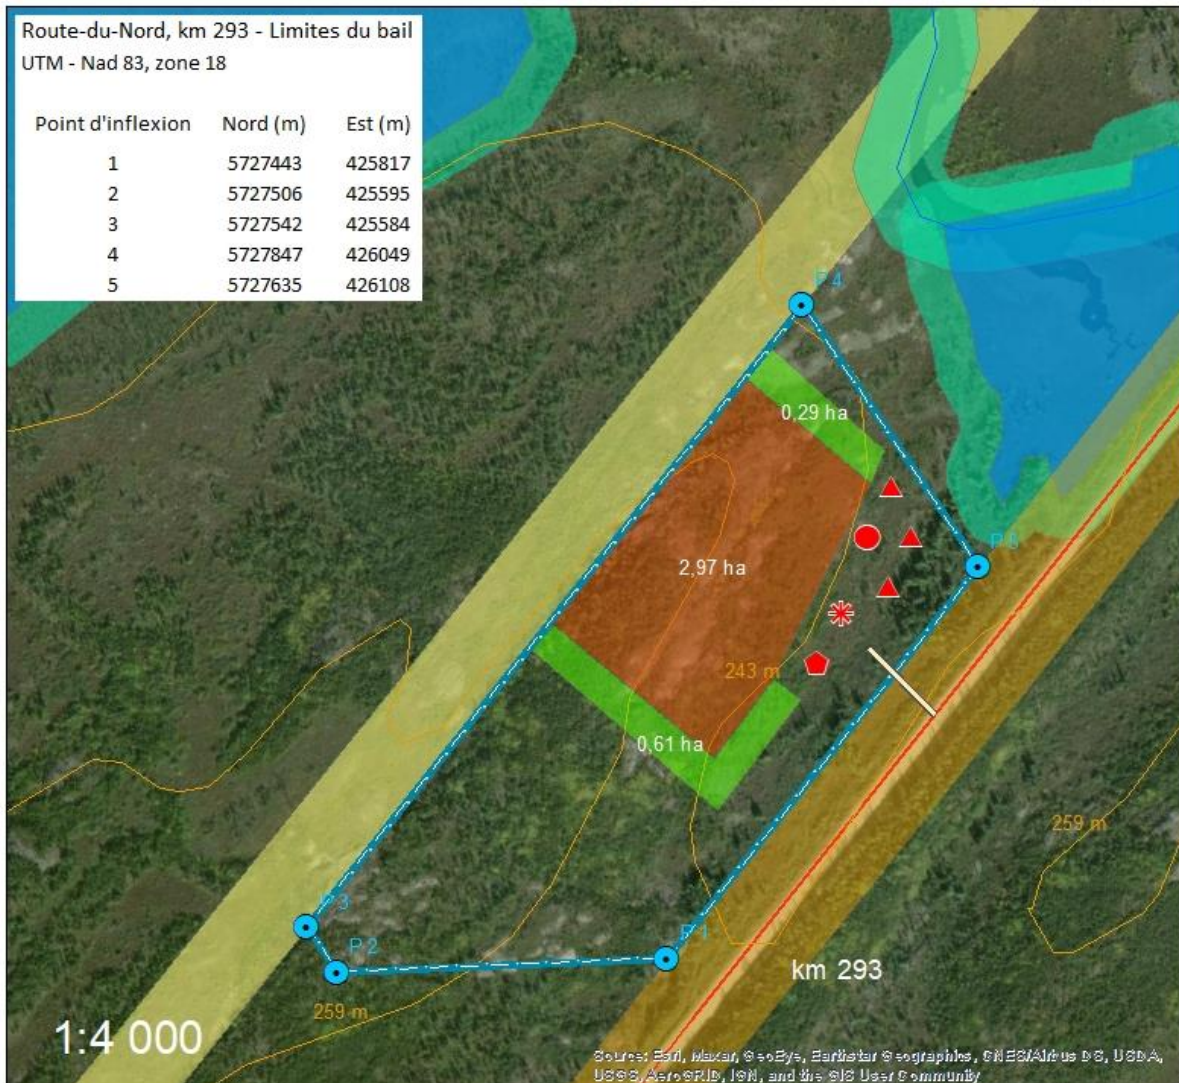 Route-du-Nord, km 293 - Limites du bail
UTM - Nad 83, zone 18
Point d'inflexion Nord (m) Est (m)
1 5727443 425817
2 5727506 425595
3 5727542 425584
4 5727847 426049
5 5727635 426108
P 4
0,29 ha
P 5
2,97 ha
243 m
0,61 ha
259 m
P 3
P 1
P 2
km 293
259 m
1:4 000
Source: Esri, Maxar, GeoEye, Earthstar Geographics, CNES/Airbus DS, USDA,
USGS, AeroGRID, IGN, and the GIS User Community